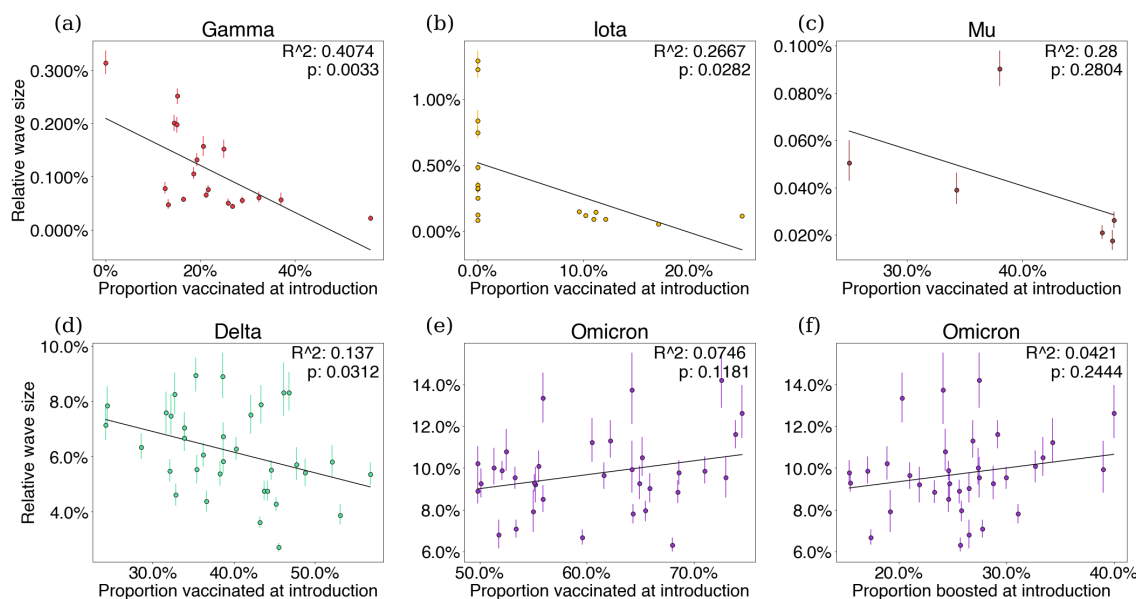 (a)
Gamma
R^2: 0.4074
p: 0.0033
Relative wave size
0.300%
0.200%
0.100%
0.000%
0%
20%
40%
Proportion vaccinated at introduction
(b)
Iota
R^2: 0.2667
p: 0.0282
1.00%
0.50%
0.00%
0.0%
10.0%
20.0%
Proportion vaccinated at introduction
(c)
Mu
R^2: 0.28
p: 0.2804
0.100%
0.080%
0.060%
0.040%
0.020%
30.0%
40.0%
Proportion vaccinated at introduction
(d)
Delta
R^2: 0.137
p: 0.0312
Relative wave size
10.0%
8.0%
6.0%
4.0%
30.0%
40.0%
50.0%
Proportion vaccinated at introduction
(e)
Omicron
R^2: 0.0746
p: 0.1181
14.0%
12.0%
10.0%
8.0%
6.0%
50.0%
60.0%
70.0%
Proportion vaccinated at introduction
(f)
Omicron
R^2: 0.0421
p: 0.2444
14.0%
12.0%
10.0%
8.0%
6.0%
20.0%
30.0%
40.0%
Proportion boosted at introduction